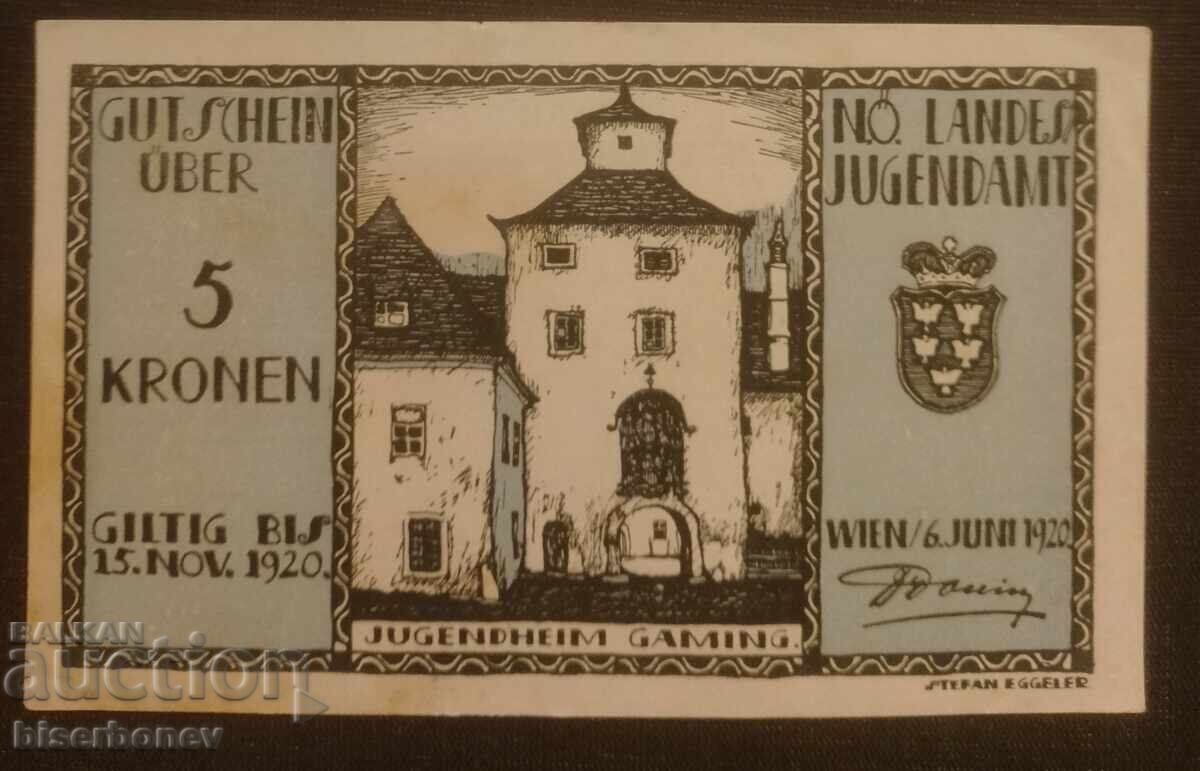 GUTSCHEIN
ÜBER
5
KRONEN
GILTIG BIS
15. NOV. 1920.
JUGENDHEIM GAMING.
N.Ö. LANDES
JUGENDAMT
WIEN/6. JUNI 1920.
STEFAN EGGELER
BALKAN
auction
biserbonev